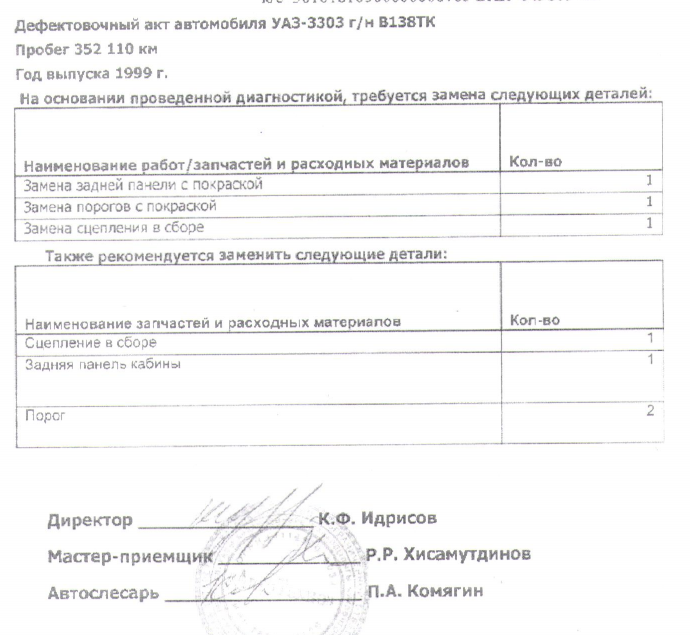 Дефектовочный акт автомобиля УАЗ-3303 г/н В138ТК
Пробег 352 110 км
Год выпуска 1999 г.
На основании проведенной диагностикой, требуется замена следующих деталей:
Наименование работ/запчастей и расходных материалов Кол-во
Замена задней панели с покраской 1
Замена порогов с покраской 1
Замена сцепления в сборе 1
Также рекомендуется заменить следующие детали:
Наименование запчастей и расходных материалов Кол-во
Сцепление в сборе 1
Задняя панель кабины 1
Порог 2
Директор К.Ф. Идрисов
Мастер-приемщик Р.Р. Хисамутдинов
Автослесарь П.А. Комягин